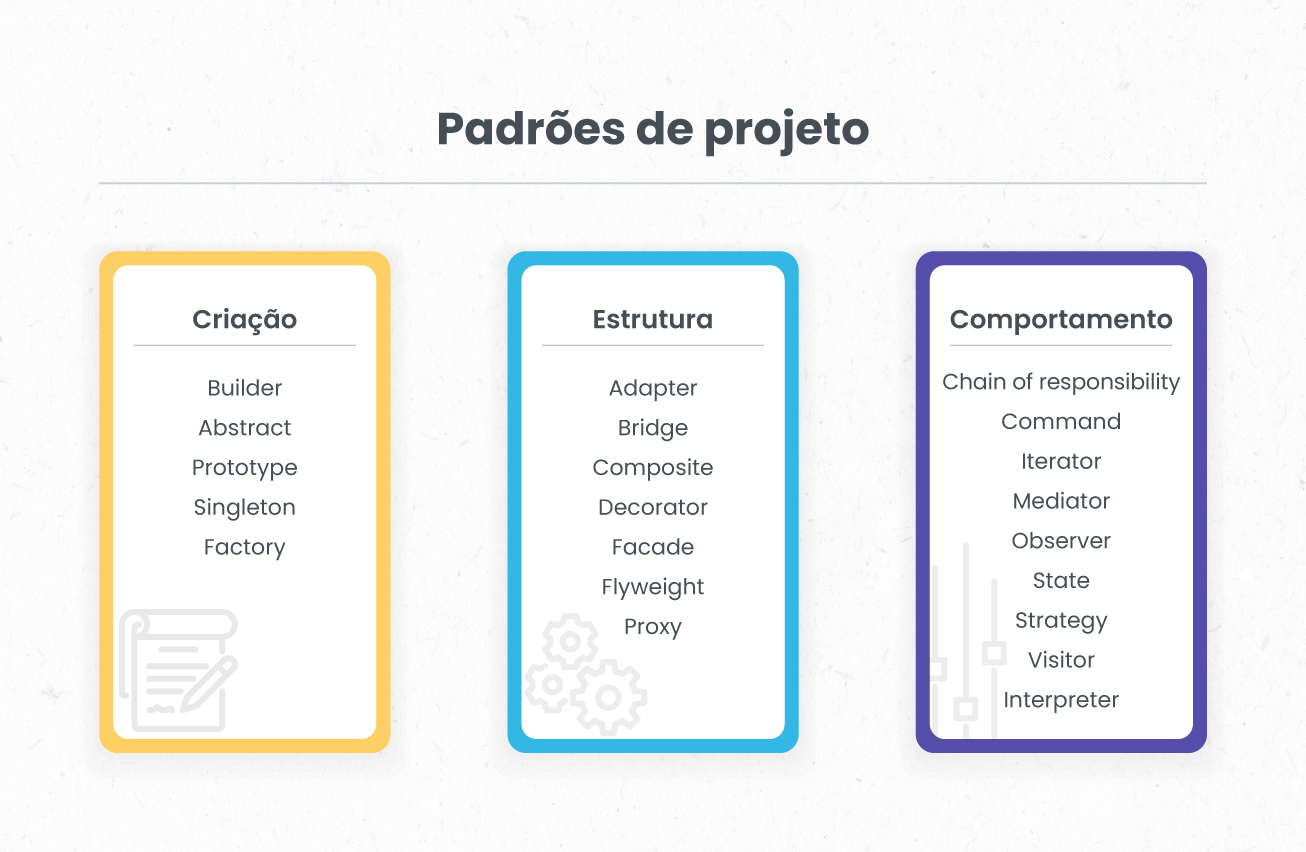 Padrões de projeto
Criação
Builder
Abstract
Prototype
Singleton
Factory
Estrutura
Adapter
Bridge
Composite
Decorator
Facade
Flyweight
Proxy
Comportamento
Chain of responsibility
Command
Iterator
Mediator
Observer
State
Strategy
Visitor
Interpreter